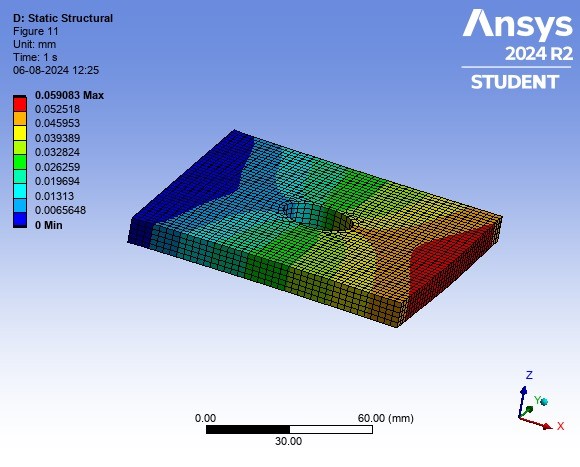 D: Static Structural
Figure 11
Unit: mm
Time: 1 s
06-08-2024 12:25
0.059083 Max
0.052518
0.045953
0.039389
0.032824
0.026259
0.019694
0.01313
0.0065648
0 Min
Ansys
2024 R2
STUDENT
0.00
60.00 (mm)
30.00
Z
Y
X